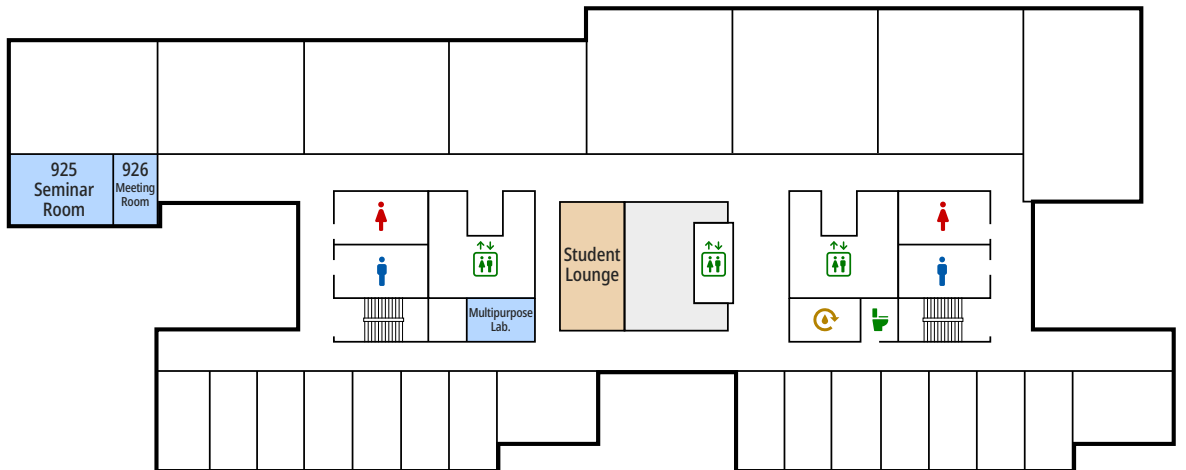 925
Seminar
Room
926
Meeting
Room
Student
Lounge
Multipurpose
Lab.